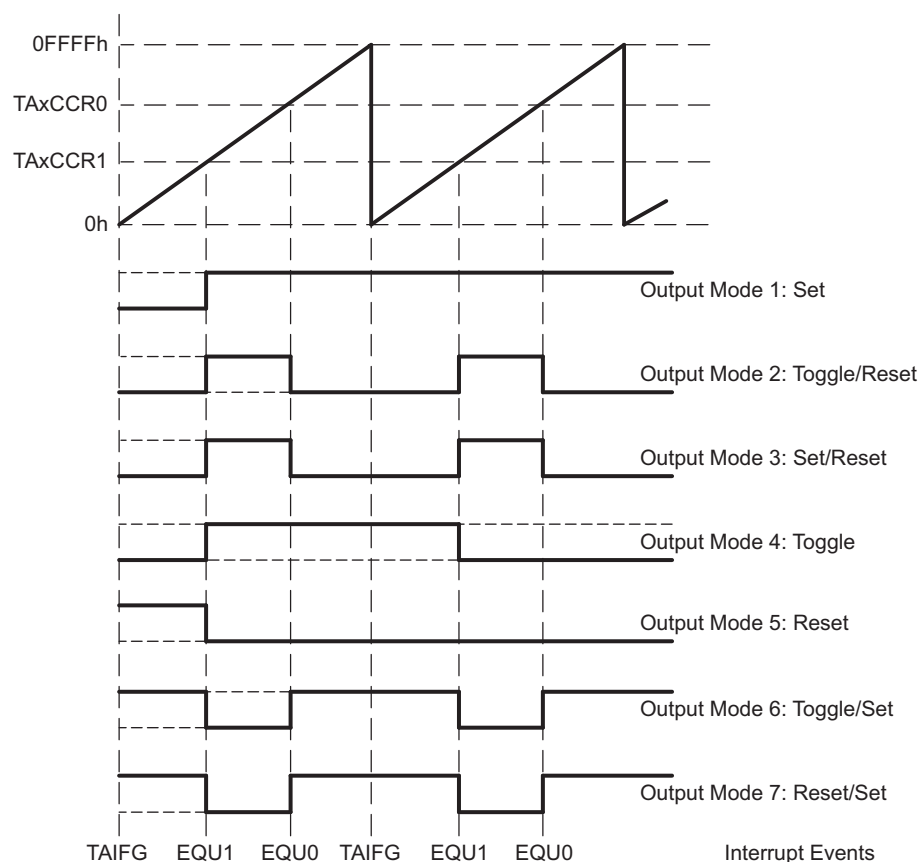 0FFFFh
TAxCCR0
TAxCCR1
0h
Output Mode 1: Set
Output Mode 2: Toggle/Reset
Output Mode 3: Set/Reset
Output Mode 4: Toggle
Output Mode 5: Reset
Output Mode 6: Toggle/Set
Output Mode 7: Reset/Set
TAIFG EQU1 EQU0 TAIFG EQU1 EQU0 Interrupt Events